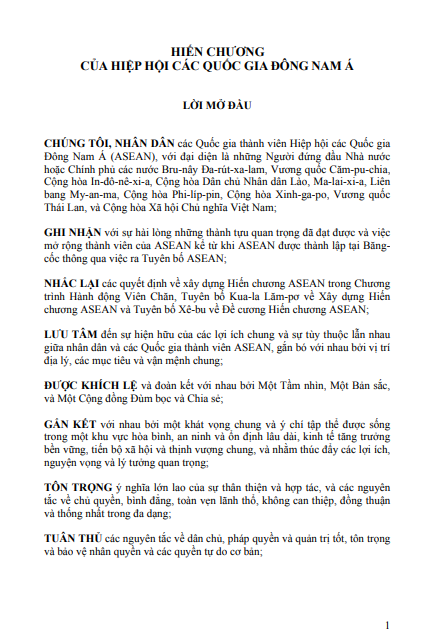 HIẾN CHƯƠNG
CỦA HIỆP HỘI CÁC QUỐC GIA ĐÔNG NAM Á
LỜI MỞ ĐẦU
CHÚNG TÔI, NHÂN DÂN các Quốc gia thành viên Hiệp hội các Quốc gia
Đông Nam Á (ASEAN), với đại diện là những Người đứng đầu Nhà nước
hoặc Chính phủ các nước Bru-nây Đa-rút-xa-lam, Vương quốc Căm-pu-chia,
Cộng hòa In-đô-nê-xi-a, Cộng hòa Dân chủ Nhân dân Lào, Ma-lai-xi-a, Liên
bang My-an-ma, Cộng hòa Phi-líp-pin, Cộng hòa Xinh-ga-po, Vương quốc
Thái Lan, và Cộng hòa Xã hội Chủ nghĩa Việt Nam;
GHI NHẬN với sự hài lòng những thành tựu quan trọng đã đạt được và việc
mở rộng thành viên của ASEAN kể từ khi ASEAN được thành lập tại Băng-
cốc thông qua việc ra Tuyên bố ASEAN;
NHẮC LẠI các quyết định về xây dựng Hiến chương ASEAN trong Chương
trình Hành động Viên Chăn, Tuyên bố Kua-la Lăm-pơ về Xây dựng Hiến
chương ASEAN và Tuyên bố Xê-bu về Đề cương Hiến chương ASEAN;
LƯU TÂM đến sự hiện hữu của các lợi ích chung và sự tùy thuộc lẫn nhau
giữa nhân dân và các Quốc gia thành viên ASEAN, gắn bó với nhau bởi vị trí
địa lý, các mục tiêu và vận mệnh chung;
ĐƯỢC KHÍCH LỆ và đoàn kết với nhau bởi Một Tầm nhìn, Một Bản sắc,
và Một Cộng đồng Đùm bọc và Chia sẻ;
GẮN KẾT với nhau bởi một khát vọng chung và ý chí tập thể được sống
trong một khu vực hòa bình, an ninh và ổn định lâu dài, kinh tế tăng trưởng
bền vững, tiến bộ xã hội và thịnh vượng chung, và nhằm thúc đẩy các lợi ích,
nguyện vọng và lý tưởng quan trọng;
TÔN TRỌNG ý nghĩa lớn lao của sự thân thiện và hợp tác, và các nguyên
tắc về chủ quyền, bình đẳng, toàn vẹn lãnh thổ, không can thiệp, đồng thuận
và thống nhất trong đa dạng;
TUÂN THỦ các nguyên tắc về dân chủ, pháp quyền và quản trị tốt, tôn trọng
và bảo vệ nhân quyền và các quyền tự do cơ bản;
1